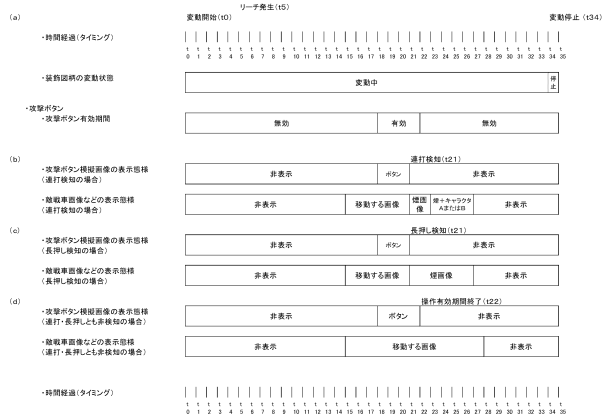 リーチ発生(t5)
(a) 変動開始(t0) 変動停止 (t34)
・時間経過(タイミング)
t t t t t t t t t t t t t t t t t t t t t t t t t t t t t t t t t t t t
0 1 2 3 4 5 6 7 8 9 10 11 12 13 14 15 16 17 18 19 20 21 22 23 24 25 26 27 28 29 30 31 32 33 34 35
・装飾図柄の変動状態 変動中 停止
・攻撃ボタン
・攻撃ボタン有効期間 無効 有効 無効
(b) 連打検知(t21)
・攻撃ボタン模擬画像の表示態様
(連打検知の場合) 非表示 ボタン 非表示
・敵戦車画像などの表示態様
(連打検知の場合) 非表示 移動する画像 煙画像 煙+キャラクタAまたはB 非表示
(c) 長押し検知(t21)
・攻撃ボタン模擬画像の表示態様
(長押し検知の場合) 非表示 ボタン 非表示
・敵戦車画像などの表示態様
(長押し検知の場合) 非表示 移動する画像 煙画像 非表示
(d) 操作有効期間終了(t22)
・攻撃ボタン模擬画像の表示態様
(連打・長押しとも非検知の場合) 非表示 ボタン 非表示
・敵戦車画像などの表示態様
(連打・長押しとも非検知の場合) 非表示 移動する画像 非表示
・時間経過(タイミング)
t t t t t t t t t t t t t t t t t t t t t t t t t t t t t t t t t t t t
0 1 2 3 4 5 6 7 8 9 10 11 12 13 14 15 16 17 18 19 20 21 22 23 24 25 26 27 28 29 30 31 32 33 34 35